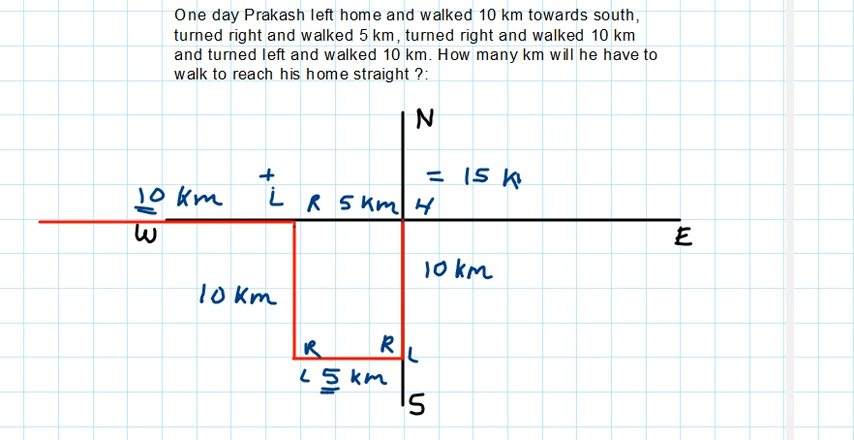 One day Prakash left home and walked 10 km towards south,
turned right and walked 5 km, turned right and walked 10 km
and turned left and walked 10 km. How many km will he have to
walk to reach his home straight ?:
N
+ = 15 K
10 km L R 5 km H
W E
10 km
10 km
R R L
L 5 km
S